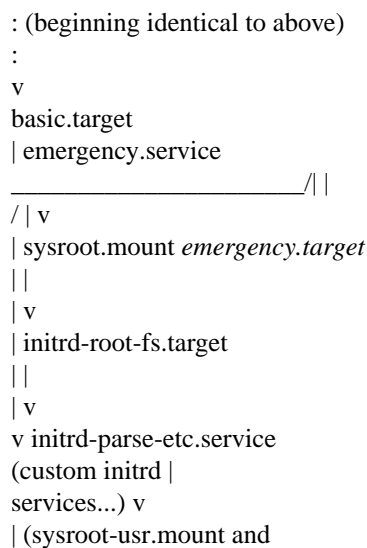 : (beginning identical to above)
:
v
basic.target
| emergency.service
______________________/| |
/ | v
| sysroot.mount emergency.target
| |
| v
| initrd-root-fs.target
| |
| v
v initrd-parse-etc.service
(custom initrd |
services...) v
| (sysroot-usr.mount and